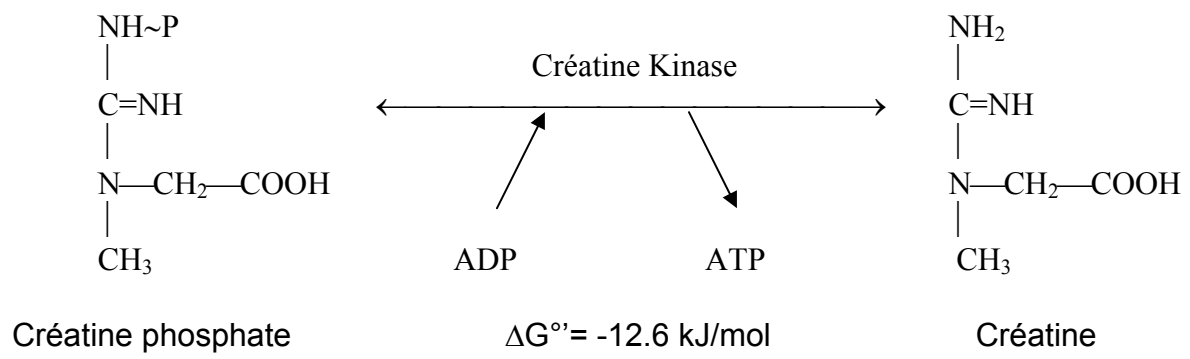 NH~P
C=NH
N—CH₂—COOH
CH₃
Créatine phosphate
Créatine Kinase
ADP
ATP
ΔG°’= -12.6 kJ/mol
NH₂
C=NH
N—CH₂—COOH
CH₃
Créatine